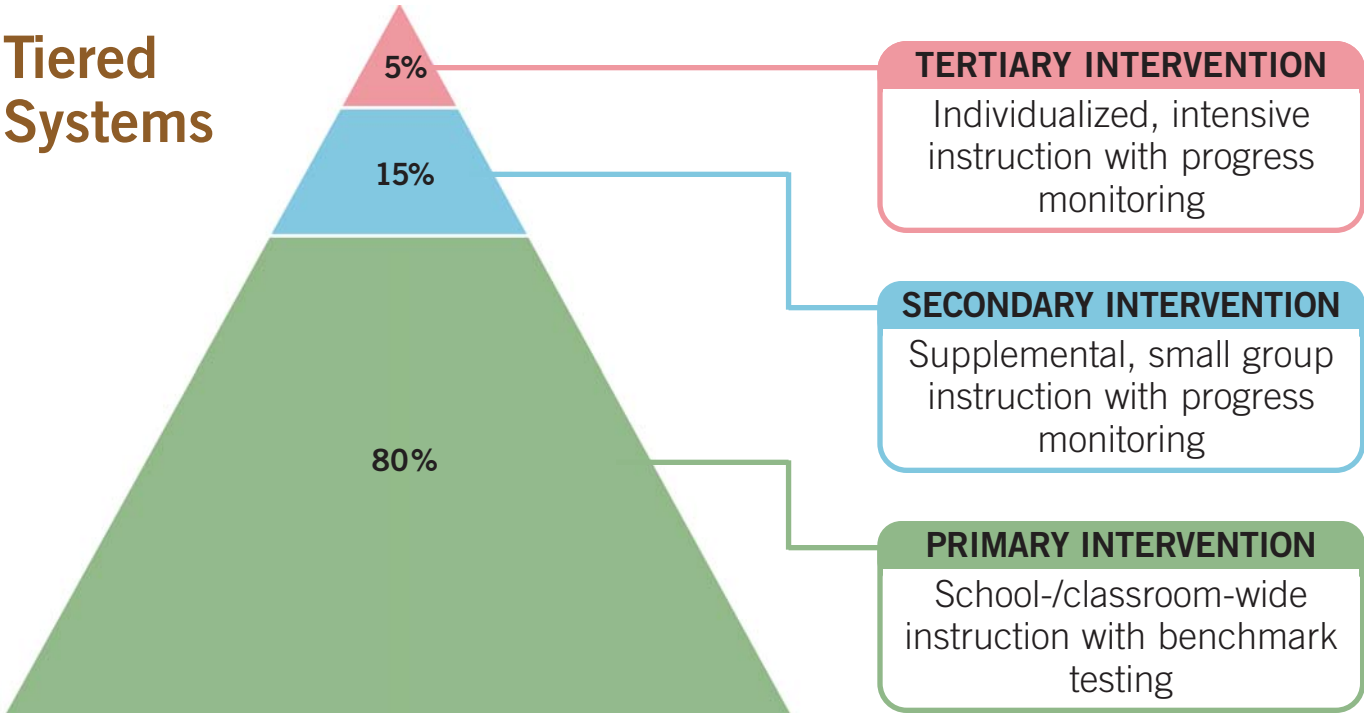 Tiered
Systems
5%
TERTIARY INTERVENTION
Individualized, intensive
instruction with progress
monitoring
15%
SECONDARY INTERVENTION
Supplemental, small group
instruction with progress
monitoring
80%
PRIMARY INTERVENTION
School-/classroom-wide
instruction with benchmark
testing